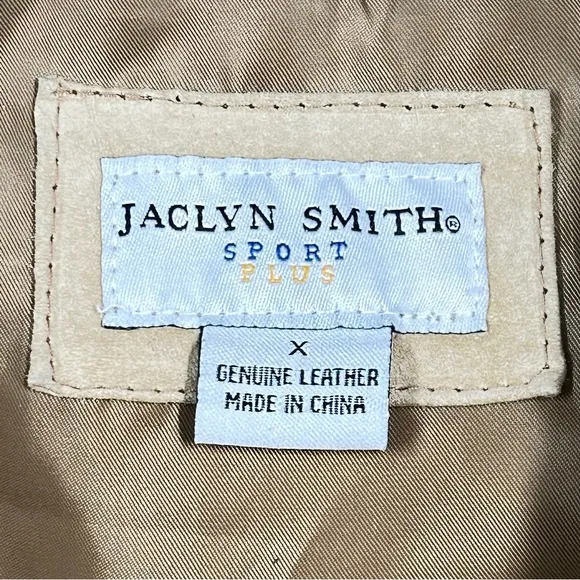 JACLYN SMITH®
SPORT
PLUS
X
GENUINE LEATHER
MADE IN CHINA